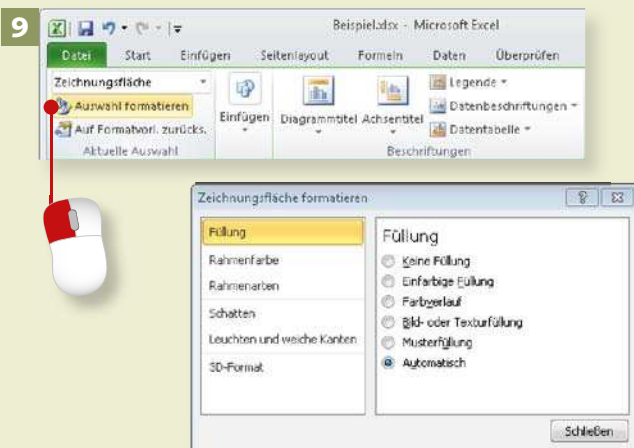 9
Beispiel.xlsx - Microsoft Excel
Datei Start Einfügen Seitenlayout Formeln Daten Überprüfen
Zeichnungsfläche
Auswahl formatieren
Auf Formatvorl. zurücks.
Aktuelle Auswahl
Einfügen
Diagrammtitel Achsentitel
Legende
Datenbeschriftungen
Datentabelle
Beschriftungen
Zeichnungsfläche formatieren
Füllung
Rahmenfarbe
Rahmenarten
Schatten
Leuchten und weiche Kanten
3D-Format
Füllung
Keine Füllung
Einfarbige Füllung
Farbverlauf
Bild- oder Texturfüllung
Musterfüllung
Automatisch
Schließen